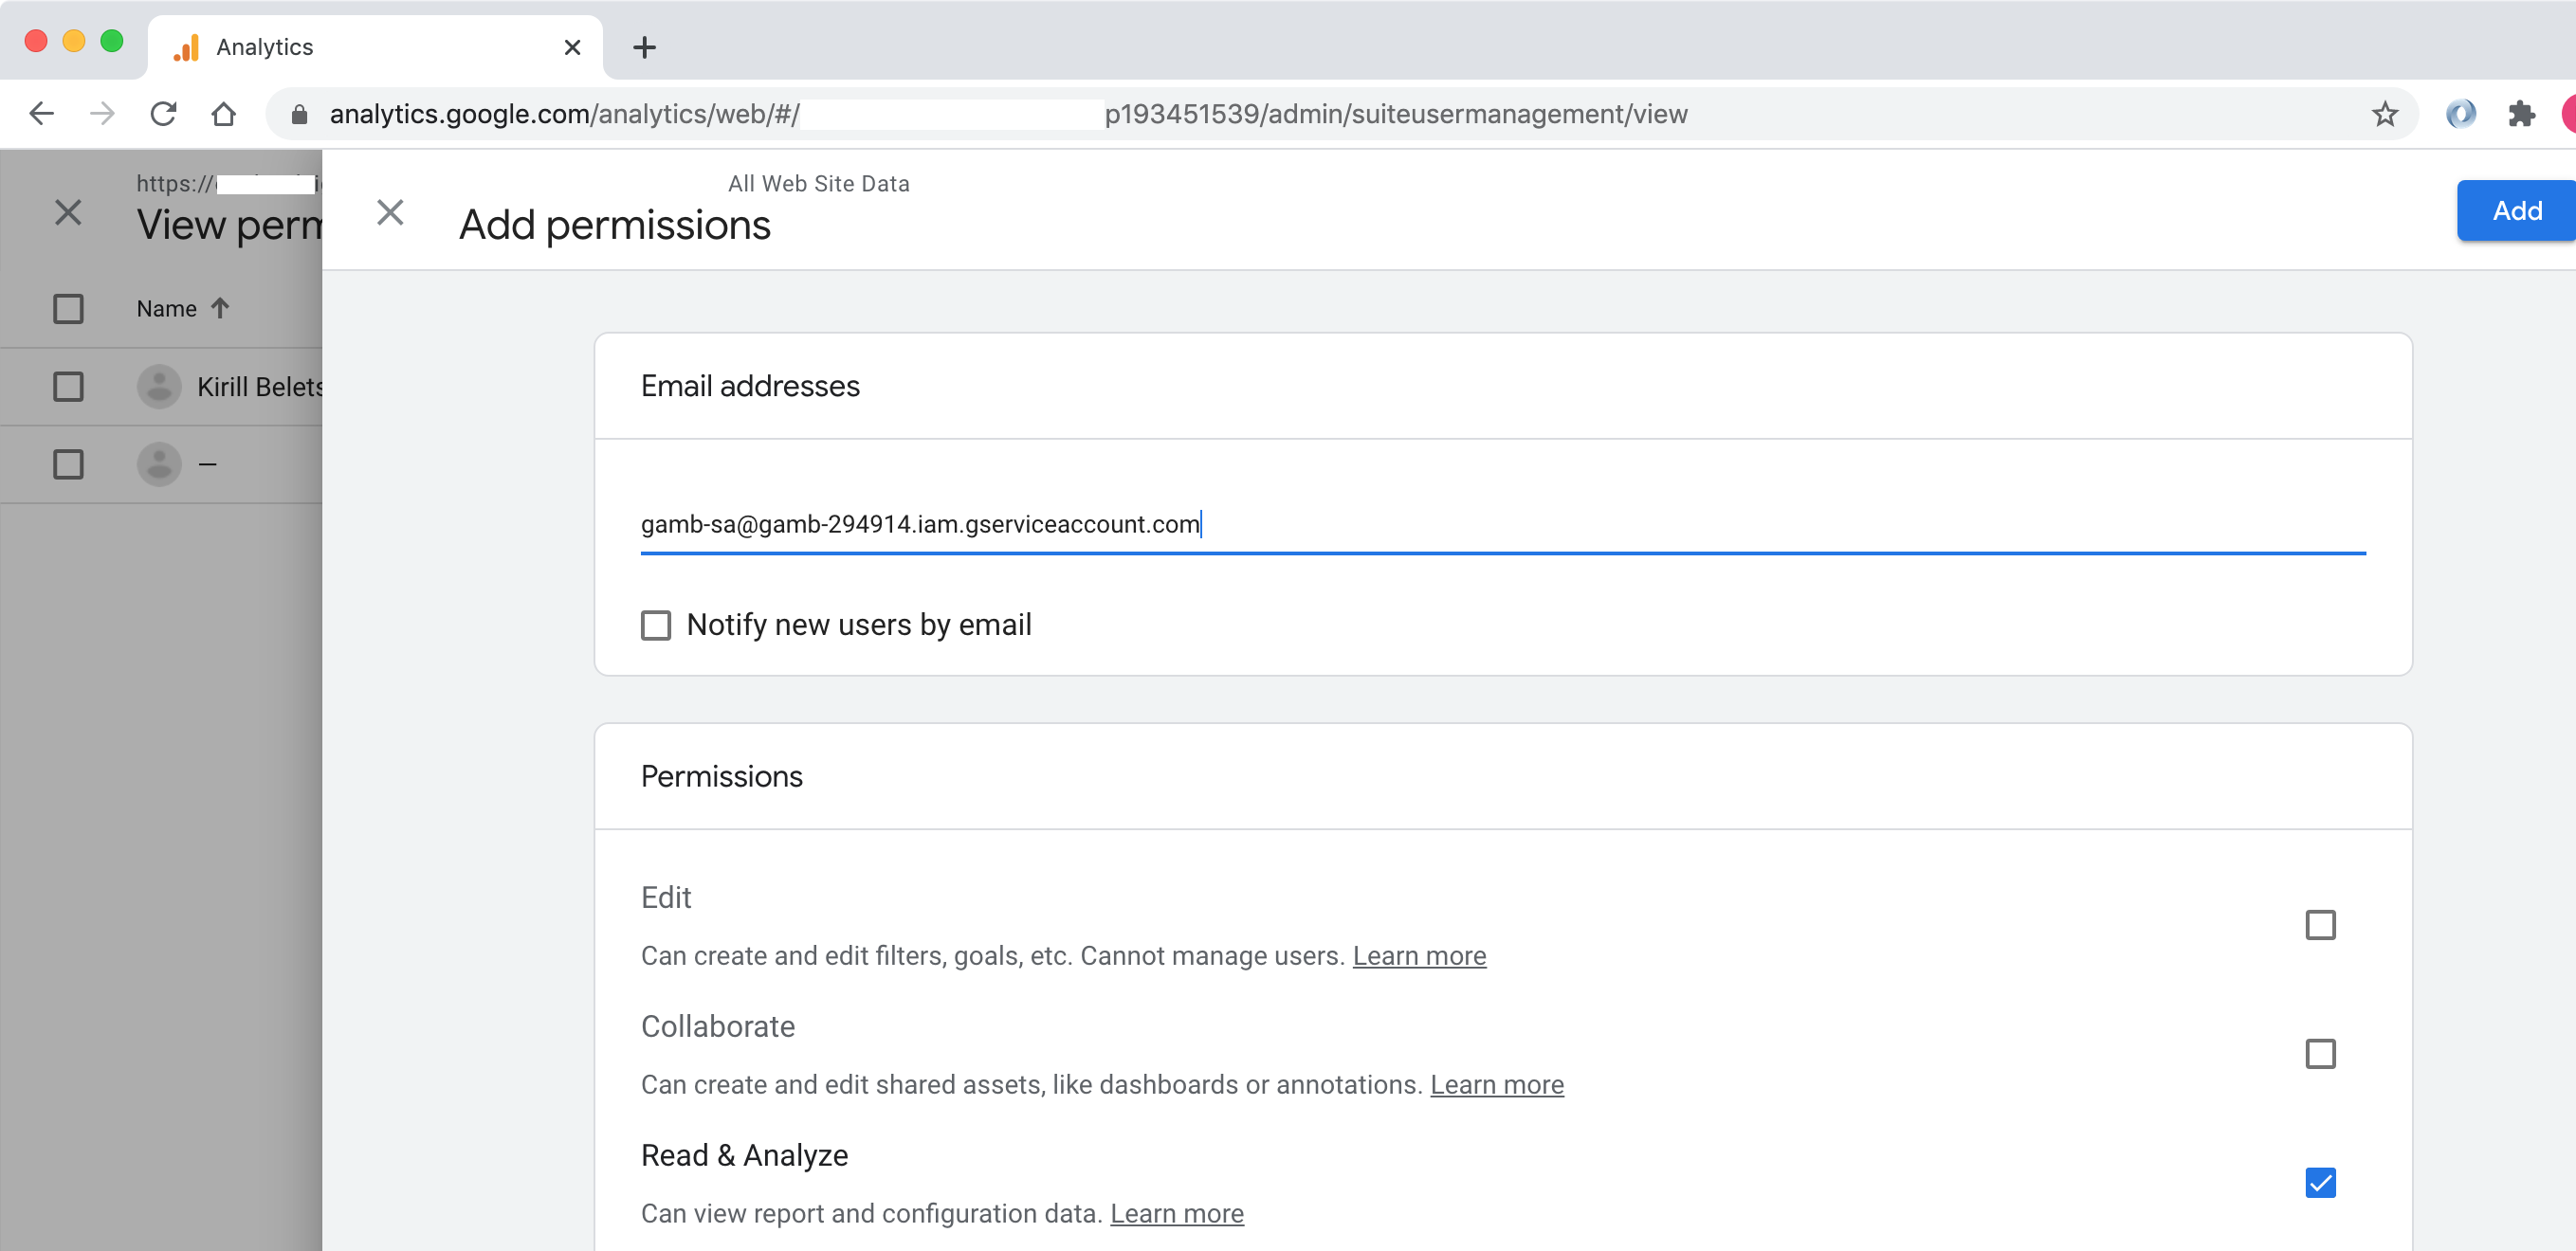 Analytics
analytics.google.com/analytics/web/#/ p193451539/admin/suiteusermanagement/view
https://
View perm
Name
Kirill Belets
—
All Web Site Data
Add permissions
Add
Email addresses
gamb-sa@gamb-294914.iam.gserviceaccount.com
Notify new users by email
Permissions
Edit
Can create and edit filters, goals, etc. Cannot manage users. Learn more
Collaborate
Can create and edit shared assets, like dashboards or annotations. Learn more
Read & Analyze
Can view report and configuration data. Learn more